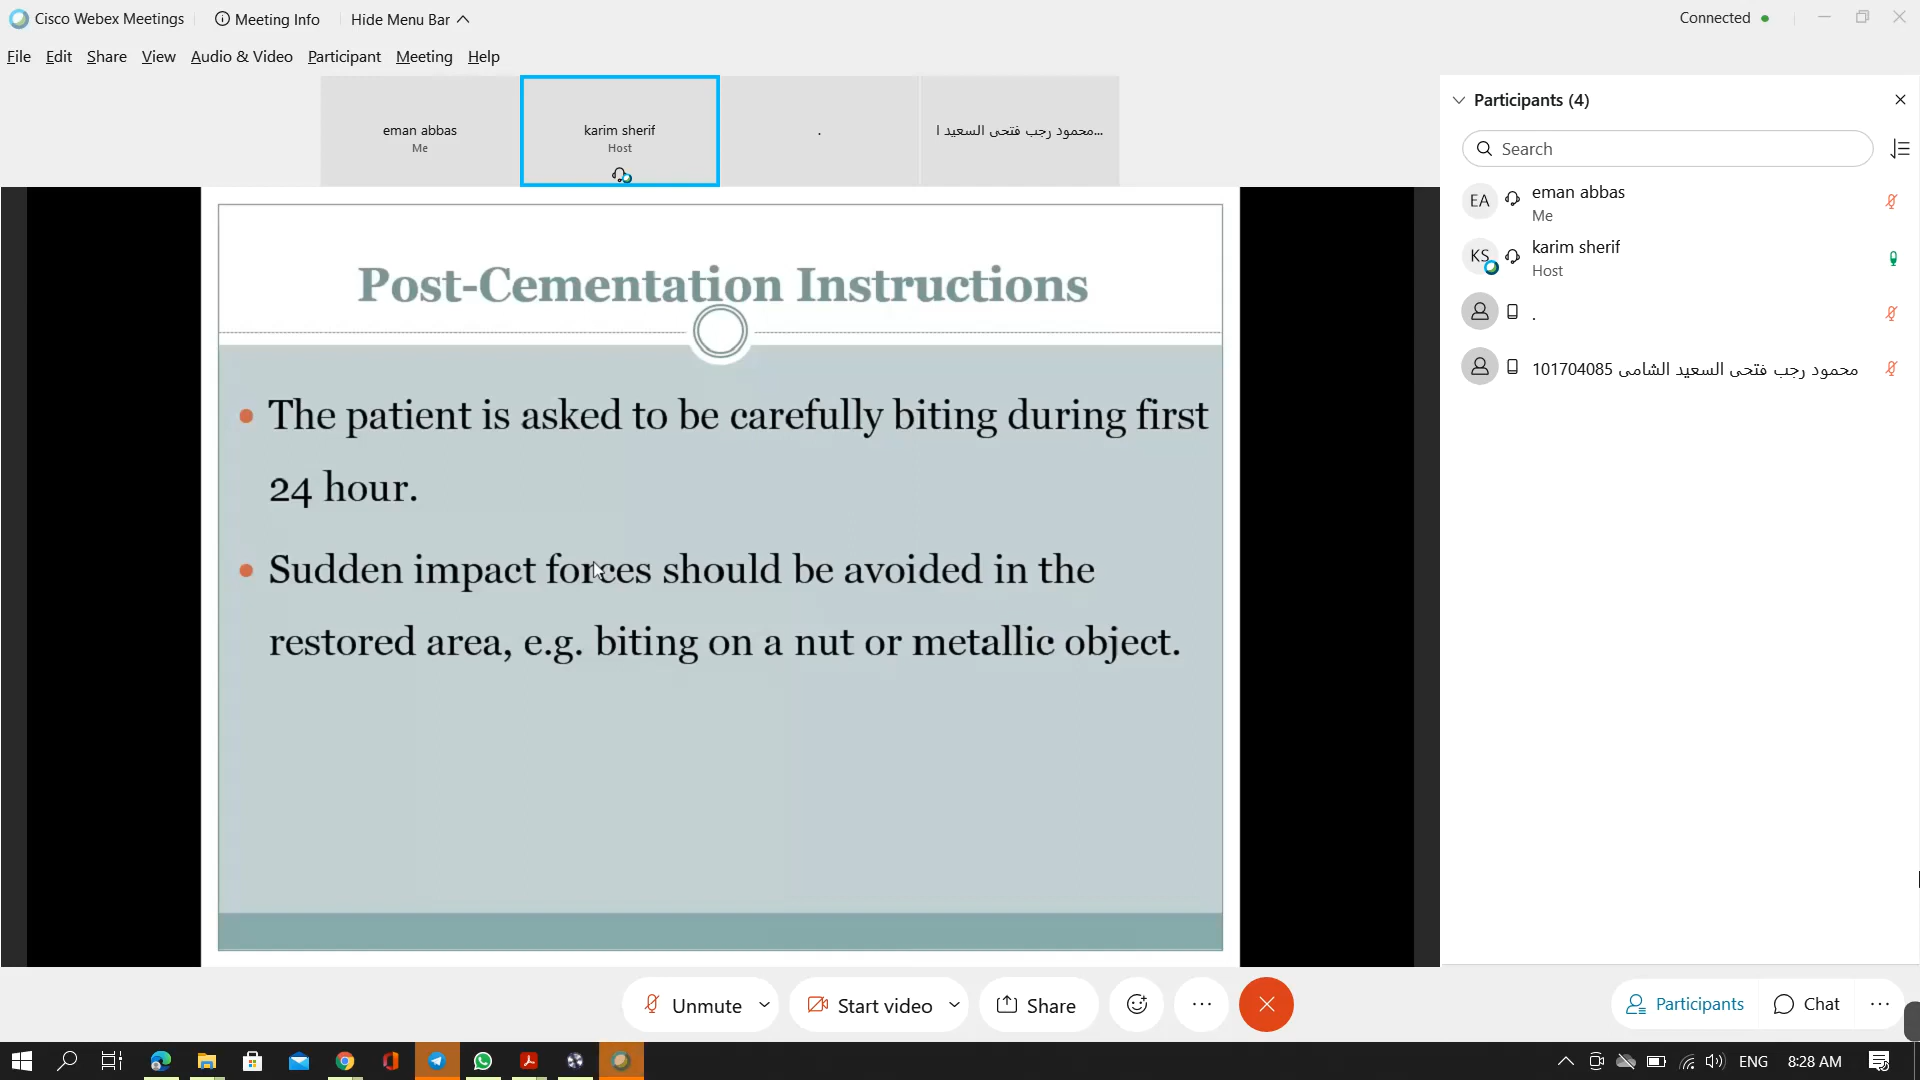 Cisco Webex Meetings
Meeting Info
Hide Menu Bar
Connected
File Edit Share View Audio & Video Participant Meeting Help
eman abbas
Me
karim sherif
Host
.
محمود رجب فتحى السعيد ا...
Participants (4)
Search
EA
eman abbas
Me
KS
karim sherif
Host
.
محمود رجب فتحى السعيد الشامى 101704085
Post-Cementation Instructions
The patient is asked to be carefully biting during first
24 hour.
Sudden impact forces should be avoided in the
restored area, e.g. biting on a nut or metallic object.
Unmute
Start video
Share
Participants
Chat
ENG
8:28 AM